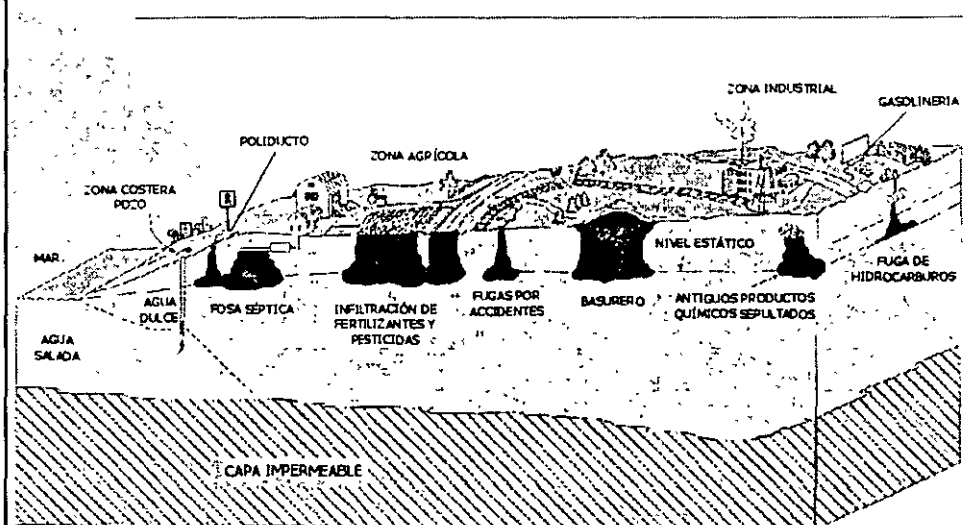 ZONA INDUSTRIAL
GASOLINERIA
POLIDUCTO
ZONA AGRÍCOLA
ZONA COSTERA
POZO
MAR
NIVEL ESTÁTICO
FUGA DE
HIDROCARBUROS
AGUA
DULCE
FOSA SÉPTICA
INFILTRACIÓN DE
FERTILIZANTES Y
PESTICIDAS
FUGAS POR
ACCIDENTES
BASURERO
ANTIGUOS PRODUCTOS
QUÍMICOS SEPULTADOS
AGUA
SALADA
CAPA IMPERMEABLE